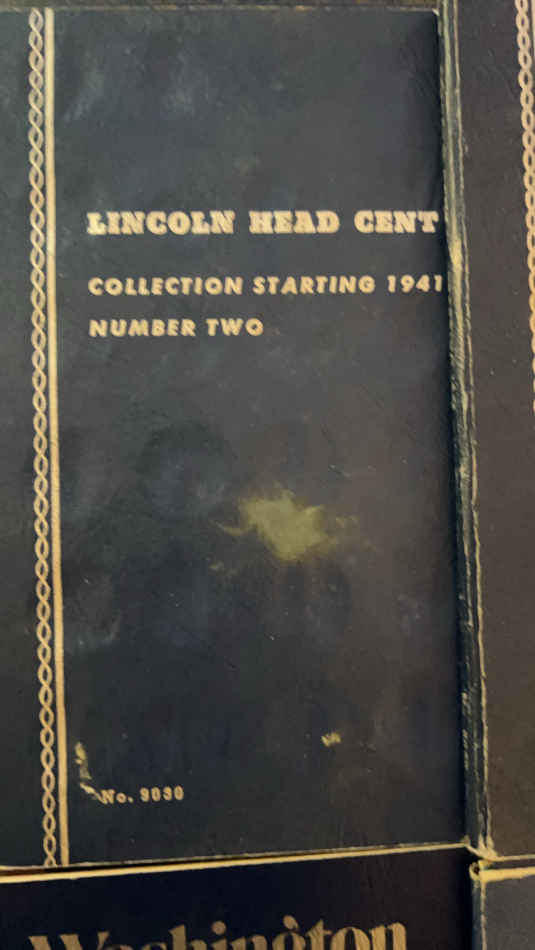 LINCOLN HEAD CENT
COLLECTION STARTING 1941
NUMBER TWO
No. 9030
Washington